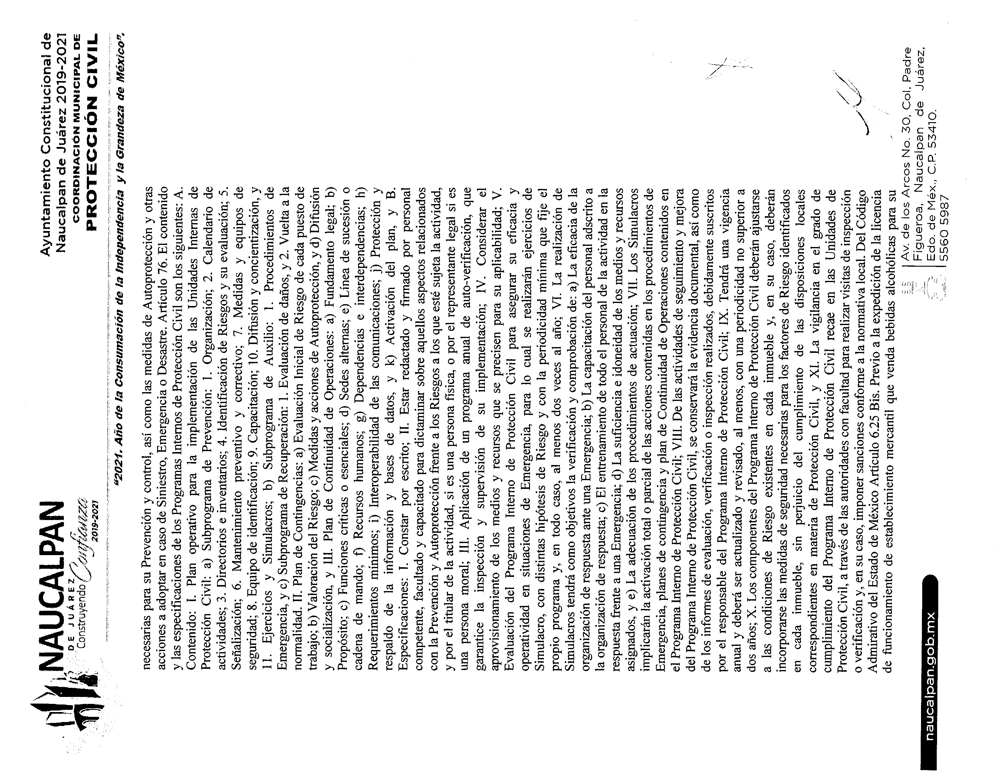 NAUCALPAN
DE JUÁREZ
Construyendo Confianza
2019-2021
Ayuntamiento Constitucional de
Naucalpan de Juárez 2019-2021
COORDINACIÓN MUNICIPAL DE
PROTECCIÓN CIVIL
"2021. Año de la Consumación de la Independencia y la Grandeza de México".
necesarias para su Prevención y control, así como las medidas de Autoprotección y otras
acciones a adoptar en caso de Siniestro, Emergencia o Desastre. Artículo 76. El contenido
y las especificaciones de los Programas Internos de Protección Civil son los siguientes: A.
Contenido: I. Plan operativo para la implementación de las Unidades Internas de
Protección Civil: a) Subprograma de Prevención: 1. Organización; 2. Calendario de
actividades; 3. Directorios e inventarios; 4. Identificación de Riesgos y su evaluación; 5.
Señalización; 6. Mantenimiento preventivo y correctivo; 7. Medidas y equipos de
seguridad; 8. Equipo de identificación; 9. Capacitación; 10. Difusión y concientización, y
11. Ejercicios y Simulacros; b) Subprograma de Auxilio: 1. Procedimientos de
Emergencia, y c) Subprograma de Recuperación: 1. Evaluación de daños, y 2. Vuelta a la
normalidad. II. Plan de Contingencias: a) Evaluación Inicial de Riesgo de cada puesto de
trabajo; b) Valoración del Riesgo; c) Medidas y acciones de Autoprotección, y d) Difusión
y socialización, y III. Plan de Continuidad de Operaciones: a) Fundamento legal; b)
Propósito; c) Funciones críticas o esenciales; d) Sedes alternas; e) Línea de sucesión o
cadena de mando; f) Recursos humanos; g) Dependencias e interdependencias; h)
Requerimientos mínimos; i) Interoperabilidad de las comunicaciones; j) Protección y
respaldo de la información y bases de datos, y k) Activación del plan, y B.
Especificaciones: I. Constar por escrito; II. Estar redactado y firmado por personal
competente, facultado y capacitado para dictaminar sobre aquellos aspectos relacionados
con la Prevención y Autoprotección frente a los Riesgos a los que esté sujeta la actividad,
y por el titular de la actividad, si es una persona física, o por el representante legal si es
una persona moral; III. Aplicación de un programa anual de auto-verificación, que
garantice la inspección y supervisión de su implementación; IV. Considerar el
aprovisionamiento de los medios y recursos que se precisen para su aplicabilidad; V.
Evaluación del Programa Interno de Protección Civil para asegurar su eficacia y
operatividad en situaciones de Emergencia, para lo cual se realizarán ejercicios de
Simulacro, con distintas hipótesis de Riesgo y con la periodicidad mínima que fije el
propio programa y, en todo caso, al menos dos veces al año; VI. La realización de
Simulacros tendrá como objetivos la verificación y comprobación de: a) La eficacia de la
organización de respuesta ante una Emergencia; b) La capacitación del personal adscrito a
la organización de respuesta; c) El entrenamiento de todo el personal de la actividad en la
respuesta frente a una Emergencia; d) La suficiencia e idoneidad de los medios y recursos
asignados, y e) La adecuación de los procedimientos de actuación; VII. Los Simulacros
implicarán la activación total o parcial de las acciones contenidas en los procedimientos de
Emergencia, planes de contingencia y plan de Continuidad de Operaciones contenidos en
el Programa Interno de Protección Civil; VIII. De las actividades de seguimiento y mejora
del Programa Interno de Protección Civil, se conservará la evidencia documental, así como
de los informes de evaluación, verificación o inspección realizados, debidamente suscritos
por el responsable del Programa Interno de Protección Civil; IX. Tendrá una vigencia
anual y deberá ser actualizado y revisado, al menos, con una periodicidad no superior a
dos años; X. Los componentes del Programa Interno de Protección Civil deberán ajustarse
a las condiciones de Riesgo existentes en cada inmueble y, en su caso, deberán
incorporarse las medidas de seguridad necesarias para los factores de Riesgo identificados
en cada inmueble, sin perjuicio del cumplimiento de las disposiciones locales
correspondientes en materia de Protección Civil, y XI. La vigilancia en el grado de
cumplimiento del Programa Interno de Protección Civil recae en las Unidades de
Protección Civil, a través de las autoridades con facultad para realizar visitas de inspección
o verificación y, en su caso, imponer sanciones conforme a la normativa local. Del Código
Admirativo del Estado de México Artículo 6.25 Bis. Previo a la expedición de la licencia
de funcionamiento de establecimiento mercantil que venda bebidas alcohólicas para su
naucalpan.gob.mx
Av. de los Arcos No. 30, Col. Padre
Figueroa, Naucalpan de Juárez,
Edo. de Méx., C.P. 53410.
5560 5987